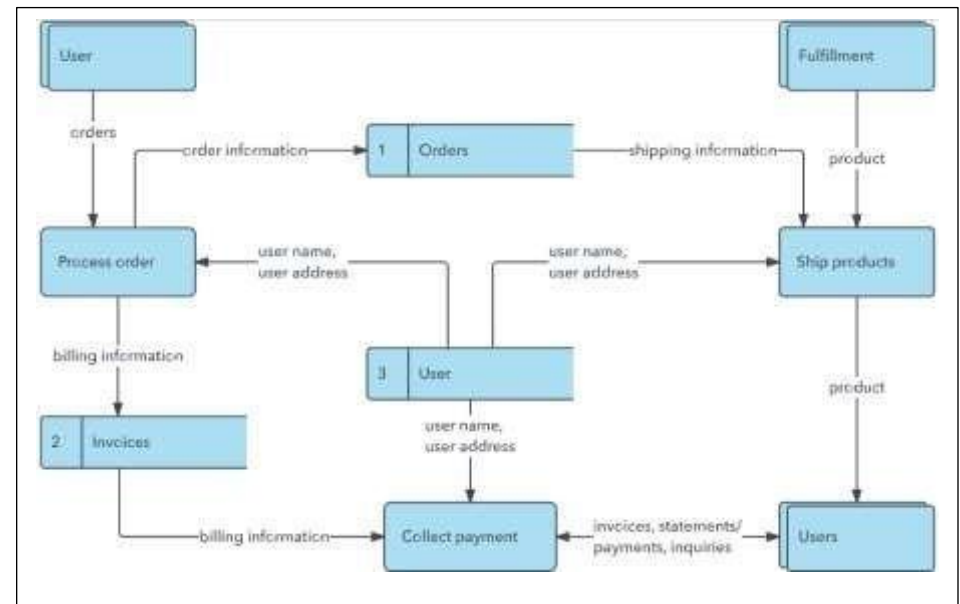 User
Fulfillment
orders
order information
1 Orders
shipping information
product
Process order
user name,
user address
user name,
user address
Ship products
billing information
3 User
product
2 Invoices
user name,
user address
billing information
Collect payment
invoices, statements/
payments, inquiries
Users